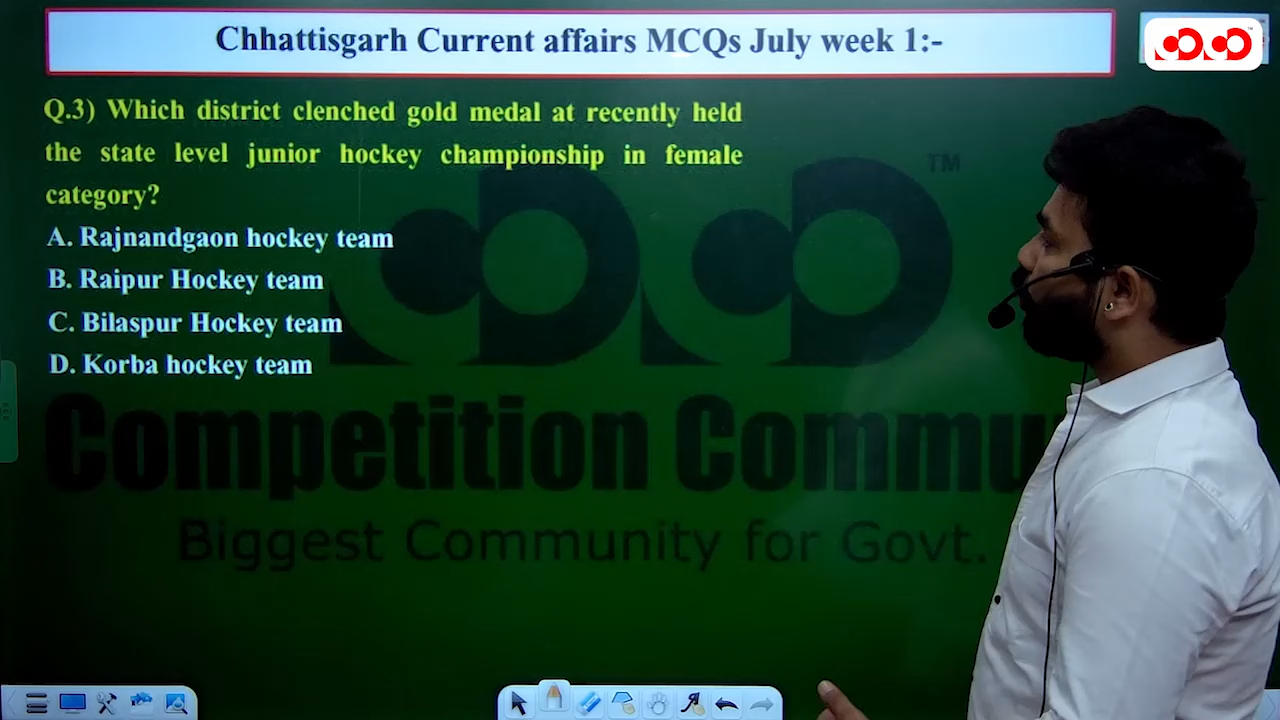 Chhattisgarh Current affairs MCQs July week 1:-
Q.3) Which district clenched gold medal at recently held
the state level junior hockey championship in female
category?
A. Rajnandgaon hockey team
B. Raipur Hockey team
C. Bilaspur Hockey team
D. Korba hockey team
TM
Competition Commu
Biggest Community for Govt.